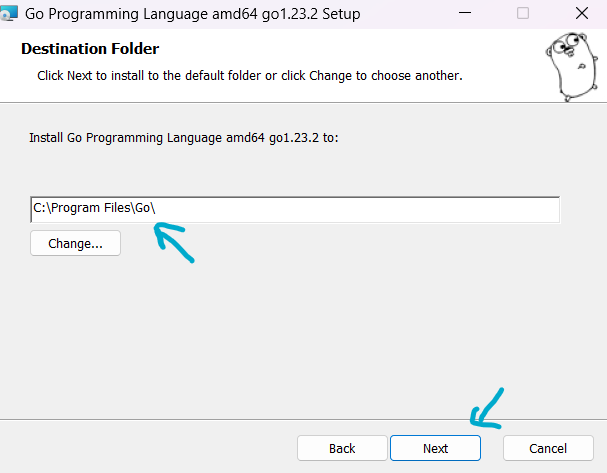 Go Programming Language amd64 go1.23.2 Setup
Destination Folder
Click Next to install to the default folder or click Change to choose another.
Install Go Programming Language amd64 go1.23.2 to:
C:\Program Files\Go\
Change...
Back Next Cancel